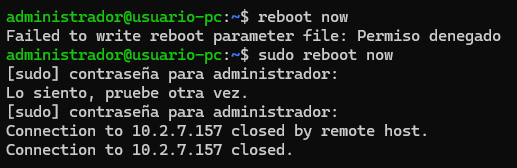 administrador@usuario-pc:~$ reboot now
Failed to write reboot parameter file: Permiso denegado
administrador@usuario-pc:~$ sudo reboot now
[sudo] contraseña para administrador:
Lo siento, pruebe otra vez.
[sudo] contraseña para administrador:
Connection to 10.2.7.157 closed by remote host.
Connection to 10.2.7.157 closed.